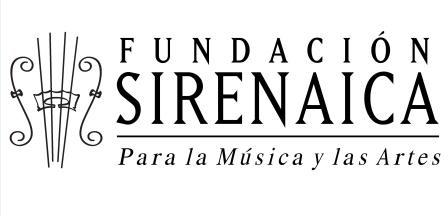 FUNDACIÓN
SIRENAICA
Para la Música y las Artes